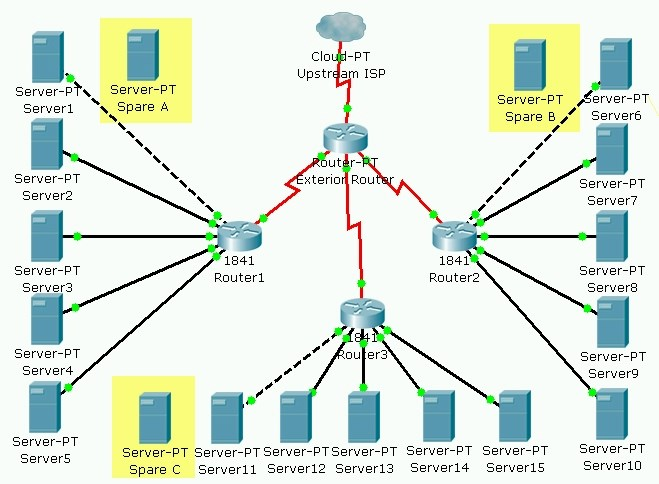 Cloud-PT
Upstream ISP
Server-PT
Server1
Server-PT
Spare A
Server-PT
Spare B
Server-PT
Server6
Router-PT
Exterior Router
Server-PT
Server2
Server-PT
Server7
Server-PT
Server3
1841
Router1
1841
Router2
Server-PT
Server8
Server-PT
Server4
1841
Router3
Server-PT
Server9
Server-PT
Server5
Server-PT
Spare C
Server-PT
Server11
Server-PT
Server12
Server-PT
Server13
Server-PT
Server14
Server-PT
Server15
Server-PT
Server10